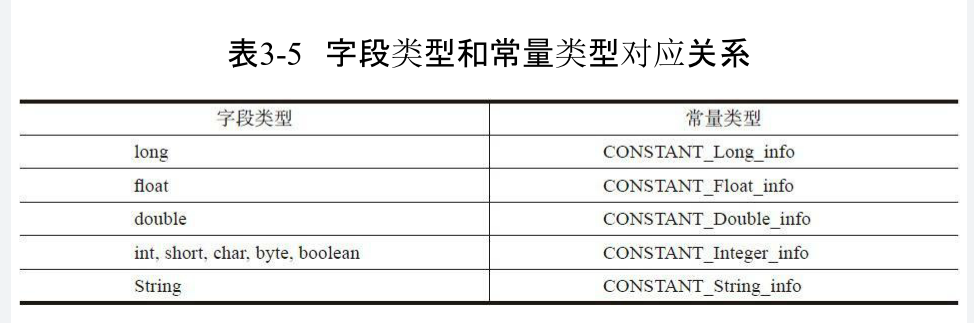 表3-5 字段类型和常量类型对应关系
字段类型 常量类型
long CONSTANT_Long_info
float CONSTANT_Float_info
double CONSTANT_Double_info
int, short, char, byte, boolean CONSTANT_Integer_info
String CONSTANT_String_info